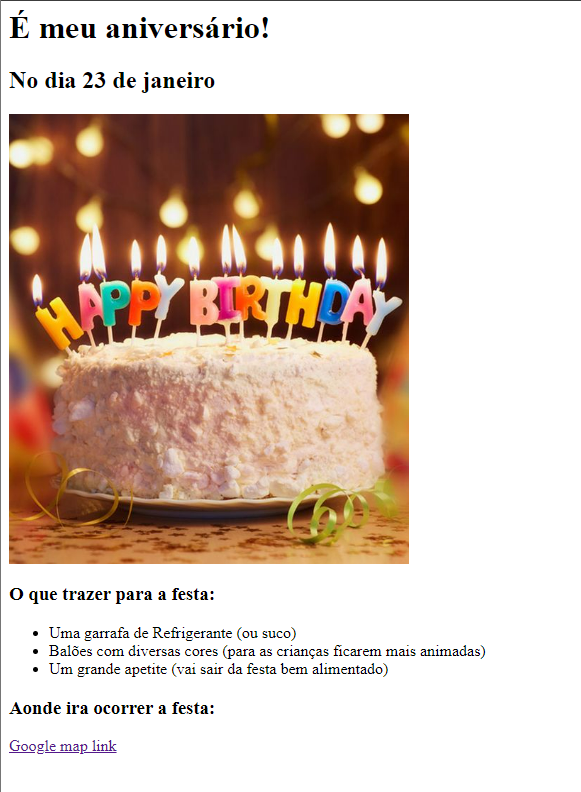 É meu aniversário!
No dia 23 de janeiro
HAPPY BIRTHDAY
O que trazer para a festa:
Uma garrafa de Refrigerante (ou suco)
Balões com diversas cores (para as crianças ficarem mais animadas)
Um grande apetite (vai sair da festa bem alimentado)
Aonde ira ocorrer a festa:
Google map link